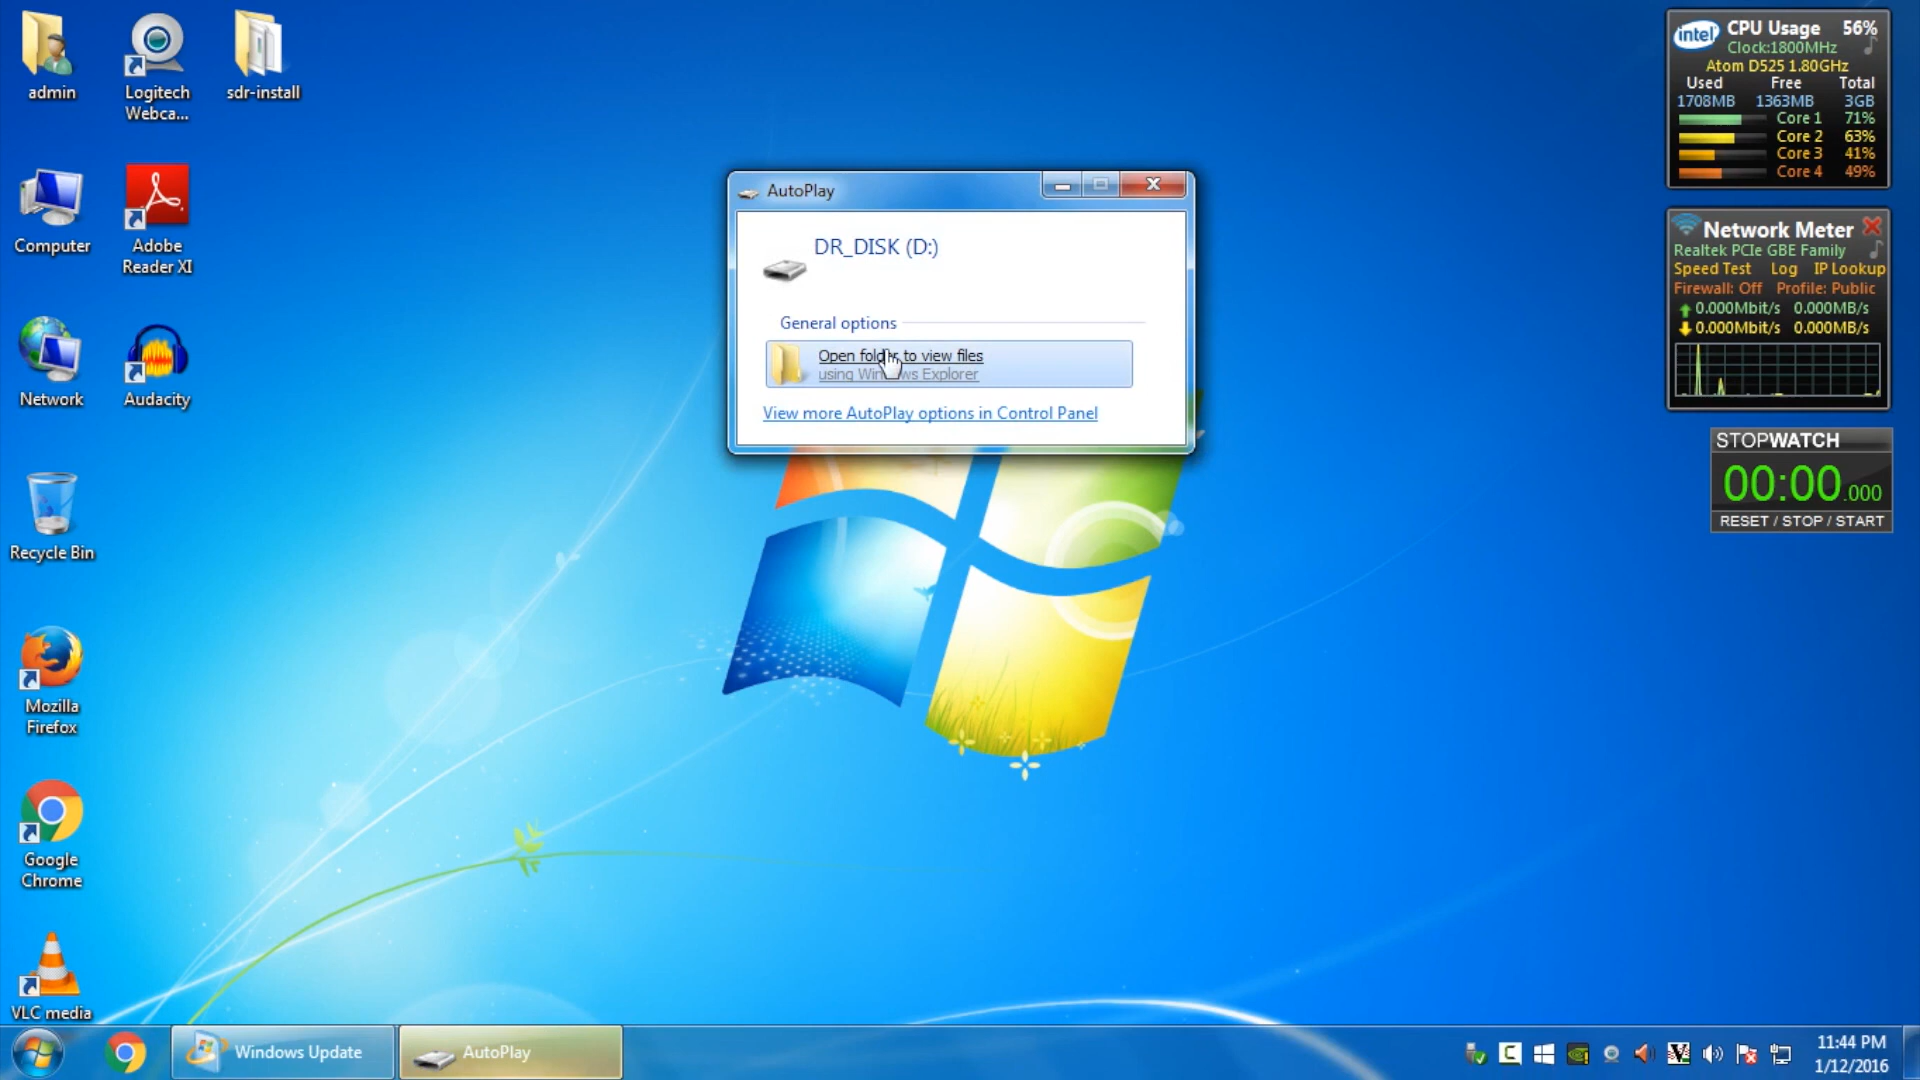 admin
Logitech
Webca...
sdr-install
Computer
Adobe
Reader XI
Network
Audacity
Recycle Bin
Mozilla
Firefox
Google
Chrome
VLC media
AutoPlay
DR_DISK (D:)
General options
Open folder to view files
using Windows Explorer
View more AutoPlay options in Control Panel
intel
CPU Usage 56%
Clock:1800MHz
Atom D525 1.80GHz
Used Free Total
1708MB 1363MB 3GB
Core 1 71%
Core 2 63%
Core 3 41%
Core 4 49%
Network Meter
Realtek PCIe GBE Family
Speed Test Log IP Lookup
Firewall: Off Profile: Public
0.000Mbit/s 0.000MB/s
0.000Mbit/s 0.000MB/s
STOPWATCH
00:00.000
RESET / STOP / START
Windows Update
AutoPlay
11:44 PM
1/12/2016